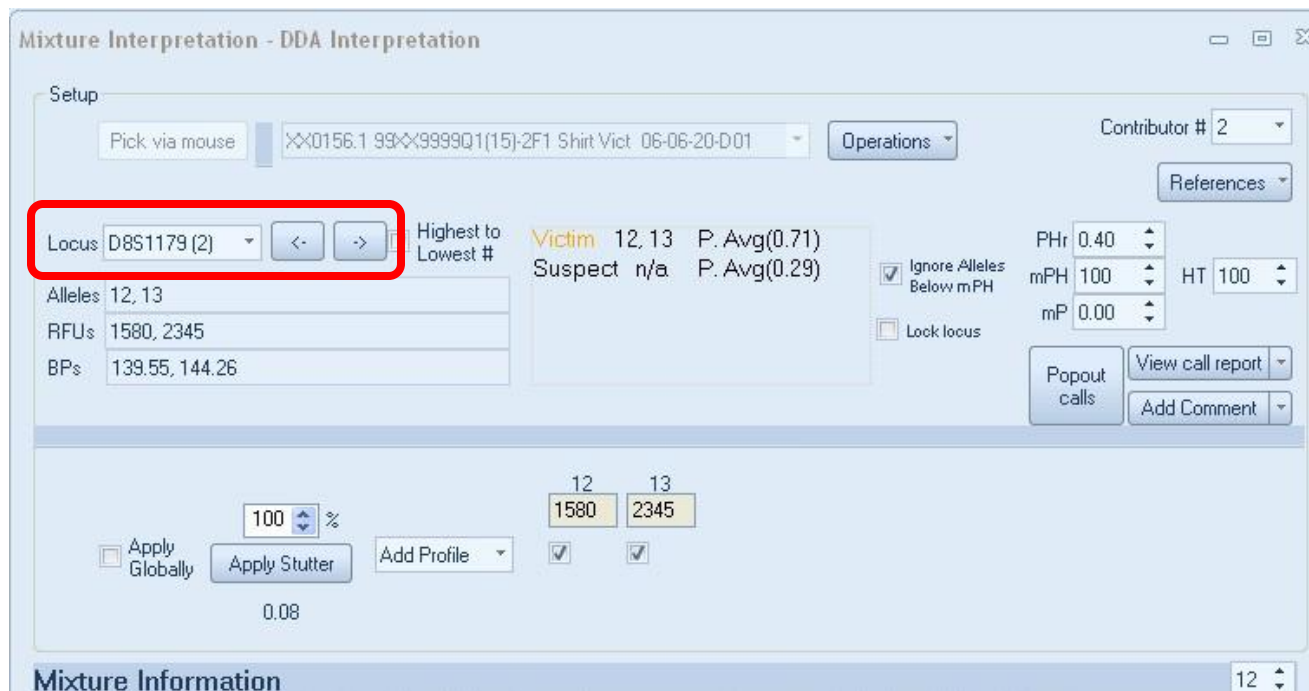 Mixture Interpretation - DDA Interpretation
Setup
Pick via mouse
XX0156.1 99XX9999Q1(15)-2F1 Shirt Vict 06-06-20-D01
Operations
Contributor # 2
References
Locus D8S1179 (2) <- ->
Highest to
Lowest #
Alleles 12, 13
RFUs 1580, 2345
BPs 139.55, 144.26
Victim 12, 13 P. Avg(0.71)
Suspect n/a P. Avg(0.29)
Ignore Alleles
Below mPH
Lock locus
PHr 0.40
mPH 100 HT 100
mP 0.00
Popout
calls
View call report
Add Comment
12 13
1580 2345
100 %
Apply
Globally
Apply Stutter
Add Profile
0.08
Mixture Information 12